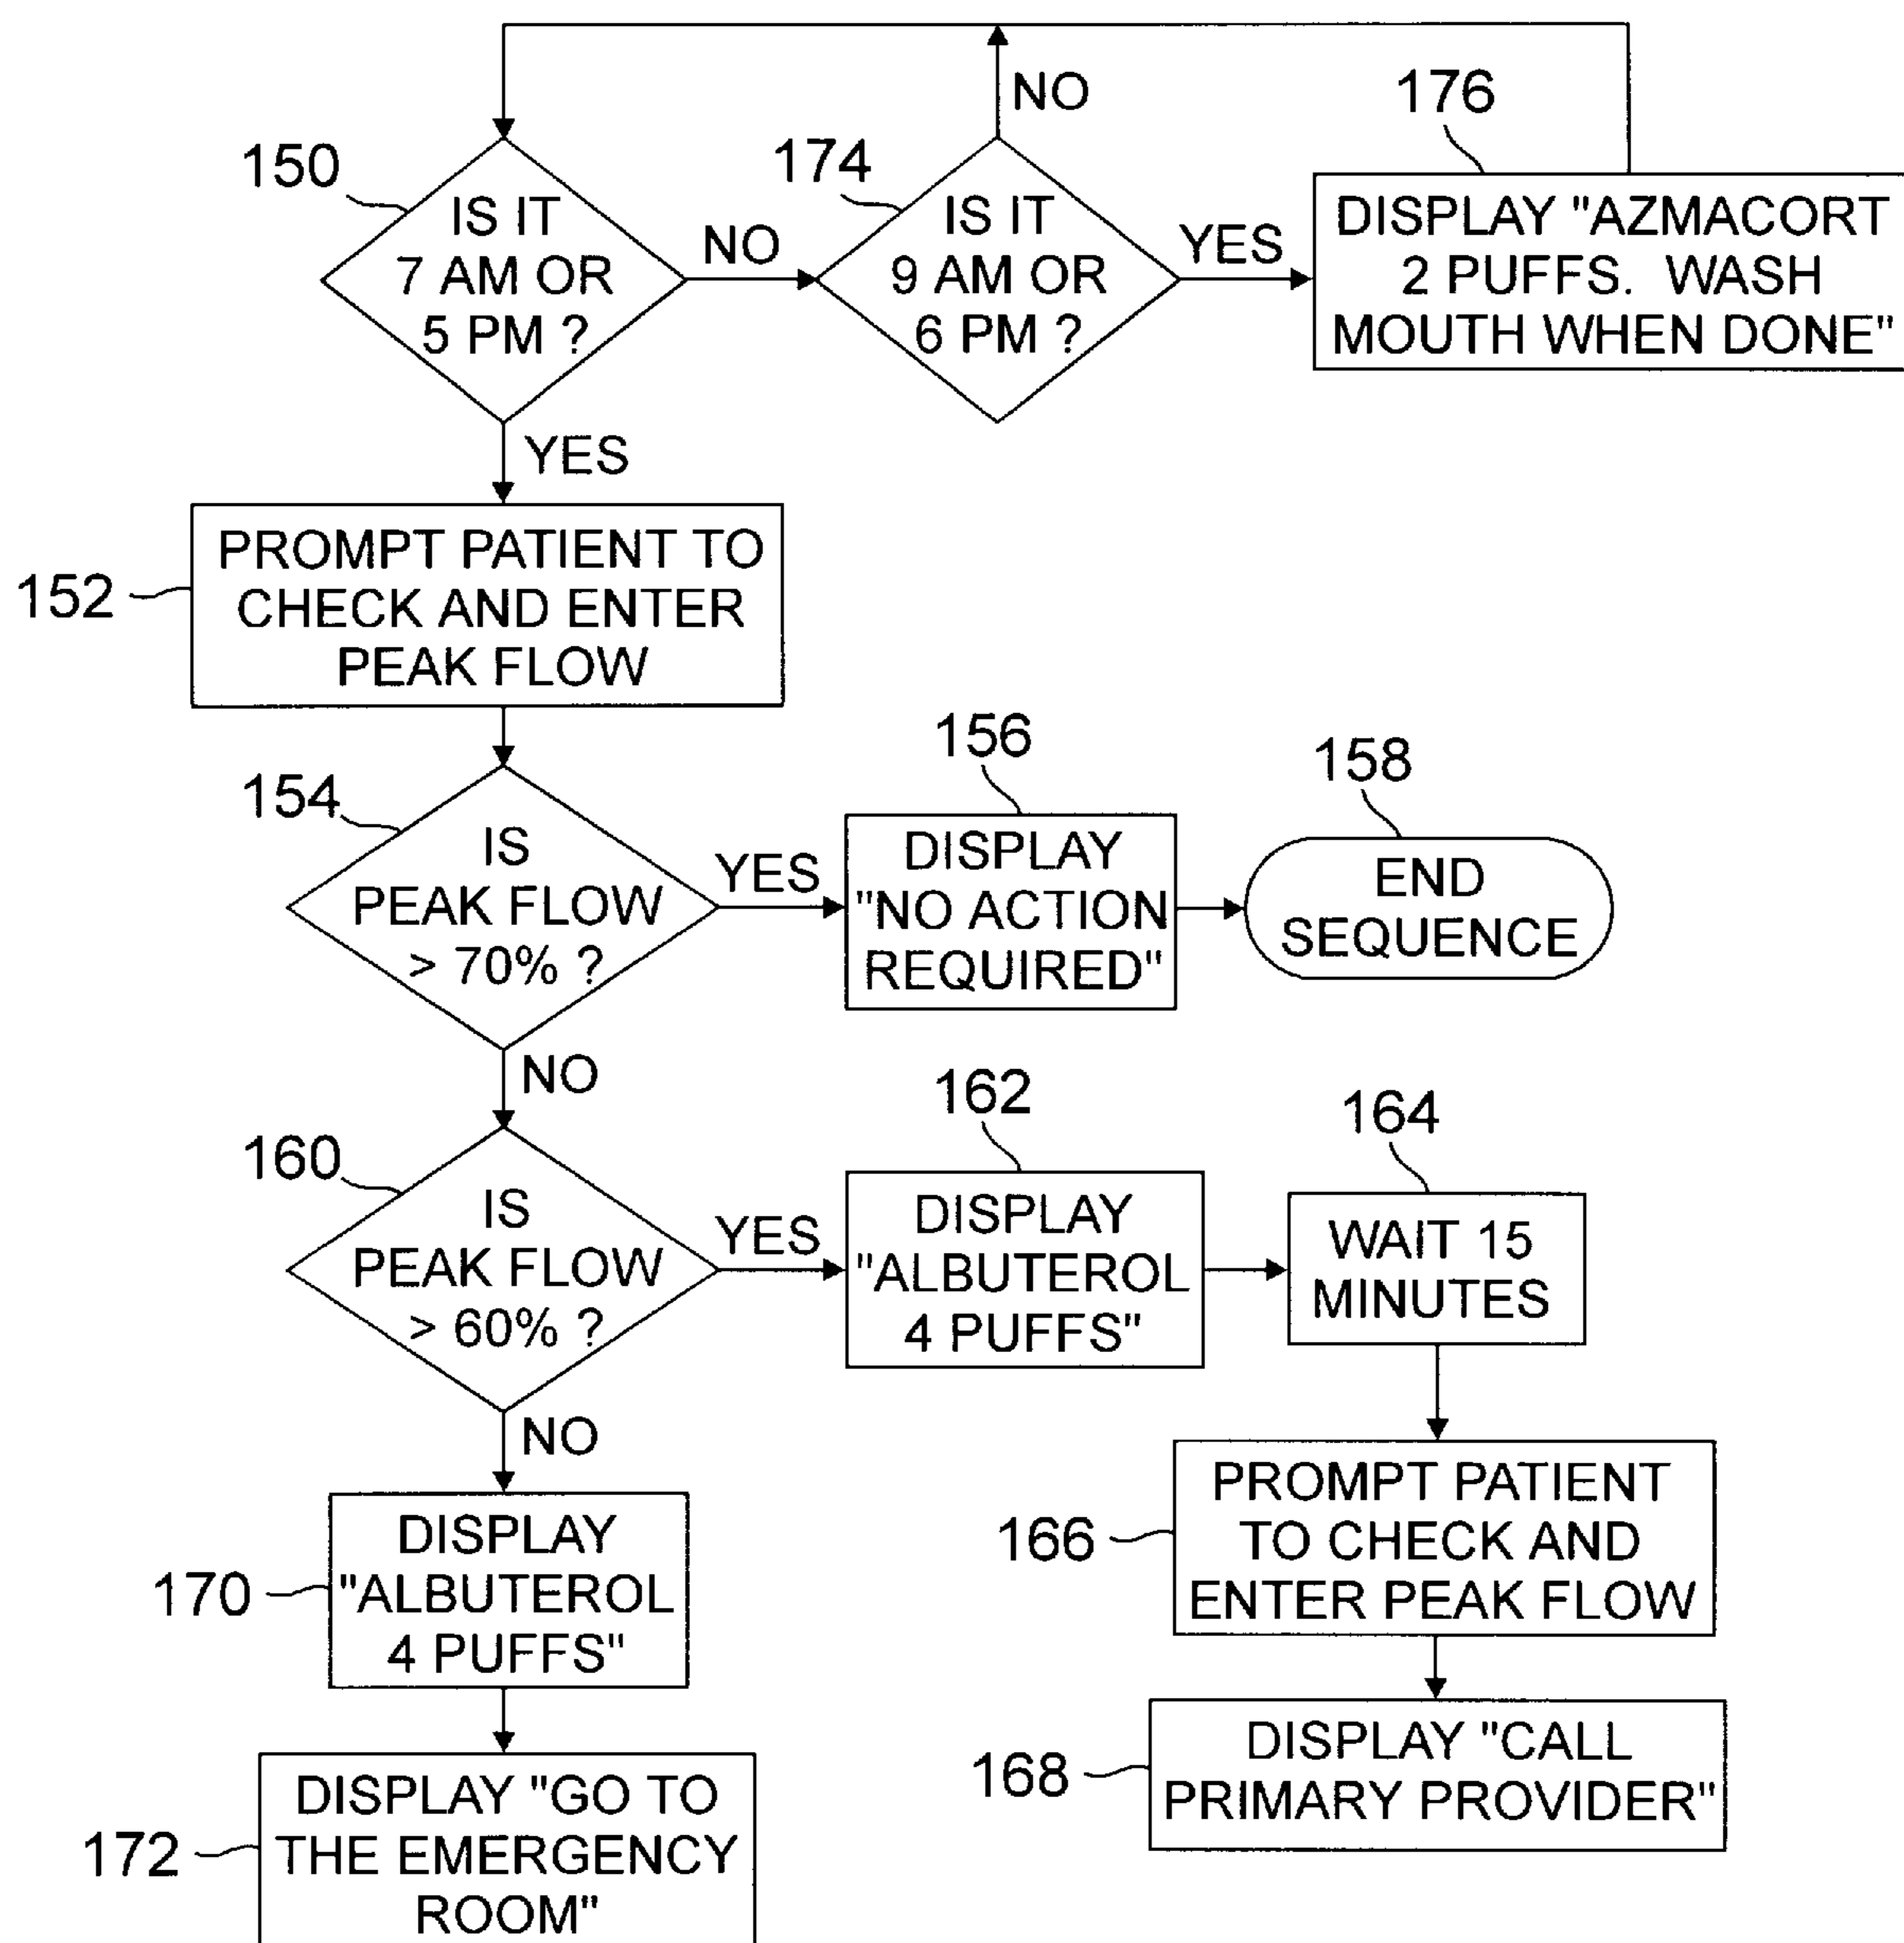 NO
176
150
174
IS IT
7 AM OR
5 PM ?
NO
IS IT
9 AM OR
6 PM ?
YES
DISPLAY "AZMACORT
2 PUFFS. WASH
MOUTH WHEN DONE"
YES
152
PROMPT PATIENT TO
CHECK AND ENTER
PEAK FLOW
156
158
154
IS
PEAK FLOW
> 70% ?
YES
DISPLAY
"NO ACTION
REQUIRED"
END
SEQUENCE
NO
162
164
160
IS
PEAK FLOW
> 60% ?
YES
DISPLAY
"ALBUTEROL
4 PUFFS"
WAIT 15
MINUTES
NO
166
PROMPT PATIENT
TO CHECK AND
ENTER PEAK FLOW
170
DISPLAY
"ALBUTEROL
4 PUFFS"
168
DISPLAY "CALL
PRIMARY PROVIDER"
172
DISPLAY "GO TO
THE EMERGENCY
ROOM"